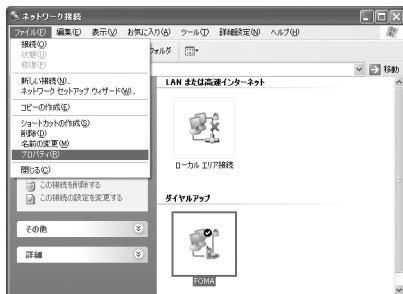 ネットワーク接続
ファイル(F) 編集(E) 表示(V) お気に入り(A) ツール(T) 詳細設定(N) ヘルプ(H)
接続(O)
状態(U)
修復(P)
新しい接続(N)...
ネットワーク セットアップ ウィザード(W)...
コピーの作成(C)
ショートカットの作成(S)
削除(D)
名前の変更(M)
プロパティ(R)
閉じる(C)
フォルダ
移動
この接続を削除する
この接続の設定を変更する
その他
詳細
LAN または高速インターネット
ローカル エリア接続
ダイヤルアップ
FOMA